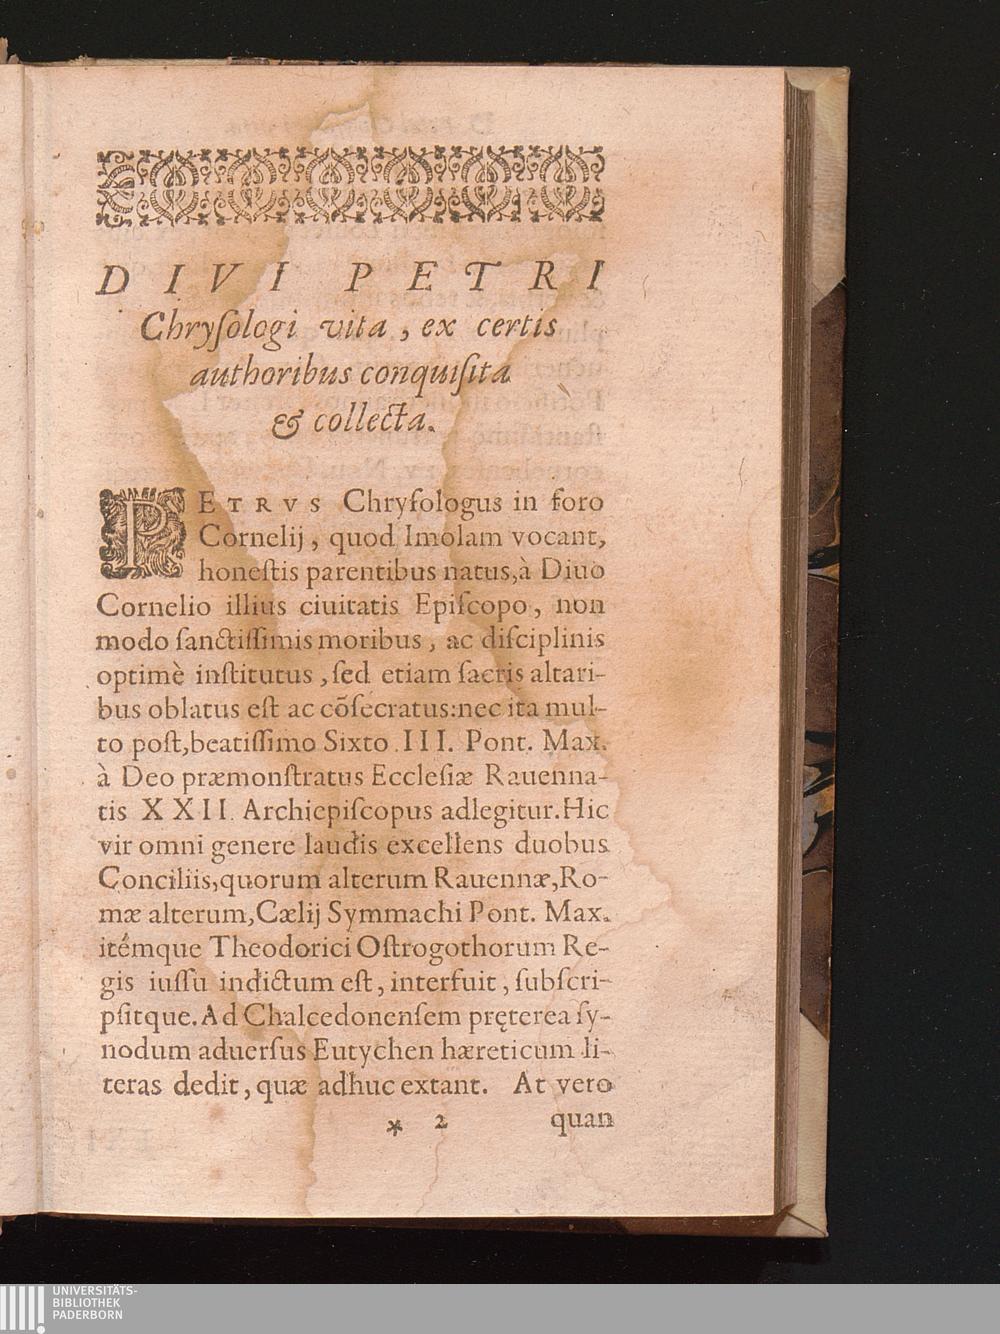 DIVI PETRI
Chryſologi vita, ex certis
authoribus conquiſita
& collecta.
PETRVS Chryſologus in foro
Cornelij, quod Imolam vocant,
honeſtis parentibus natus, à Diuo
Cornelio illius ciuitatis Epiſcopo, non
modo ſanctiſſimis moribus, ac diſciplinis
optimè inſtitutus, ſed etiam ſacris altari-
bus oblatus eſt ac cõſecratus: nec ita mul-
to poſt, beatiſſimo Sixto III. Pont. Max.
à Deo præmonſtratus Eccleſiæ Rauenna-
tis XXII. Archiepiſcopus adlegitur. Hic
vir omni genere laudis excellens duobus
Conciliis, quorum alterum Rauennæ, Ro-
mæ alterum, Cælij Symmachi Pont. Max.
itémque Theodorici Oſtrogothorum Re-
gis iuſſu indictum eſt, interfuit, ſubſcri-
pſitque. Ad Chalcedonenſem pręterea ſy-
nodum aduerſus Eutychen hæreticum li-
teras dedit, quæ adhuc extant. At vero
* 2 quan
UNIVERSITÄTS-
BIBLIOTHEK
PADERBORN